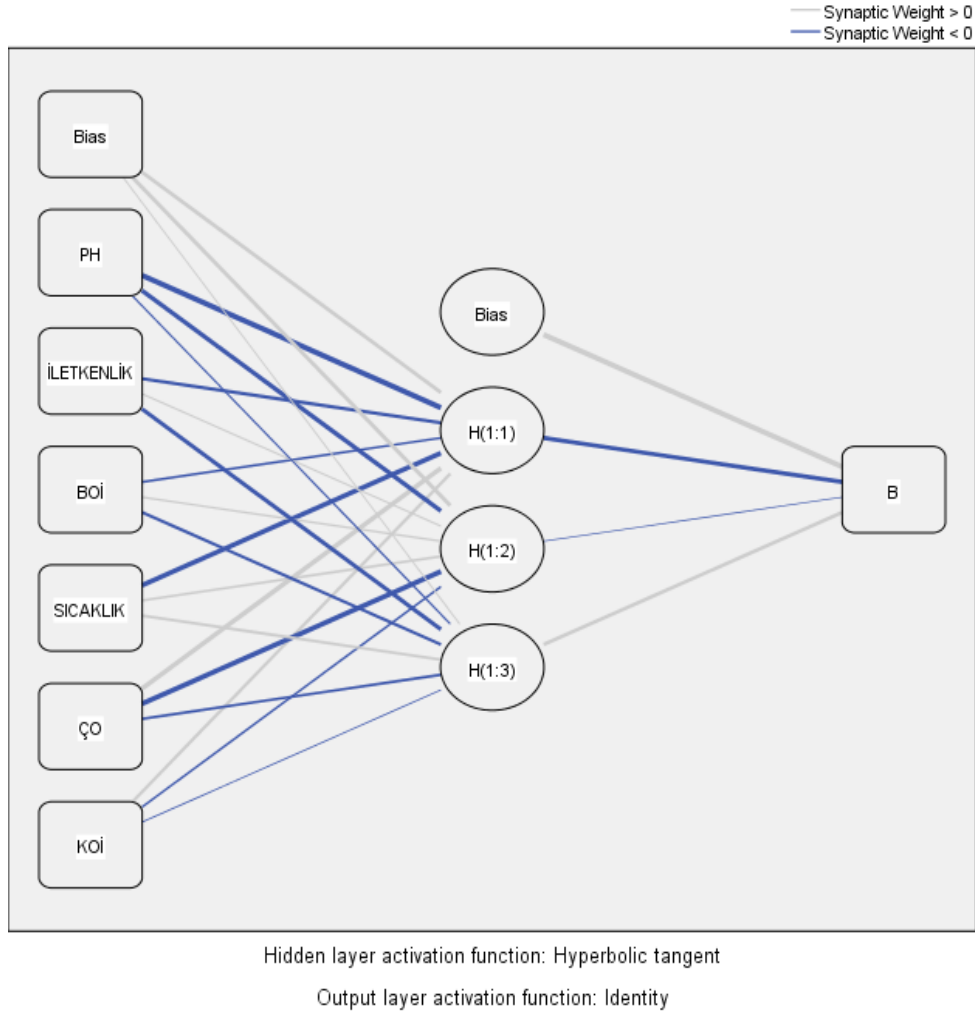 Synaptic Weight > 0
Synaptic Weight < 0
Bias
PH
İLETKENLİK
BOİ
SICAKLIK
ÇO
KOİ
Bias
H(1:1)
H(1:2)
H(1:3)
B
Hidden layer activation function: Hyperbolic tangent
Output layer activation function: Identity